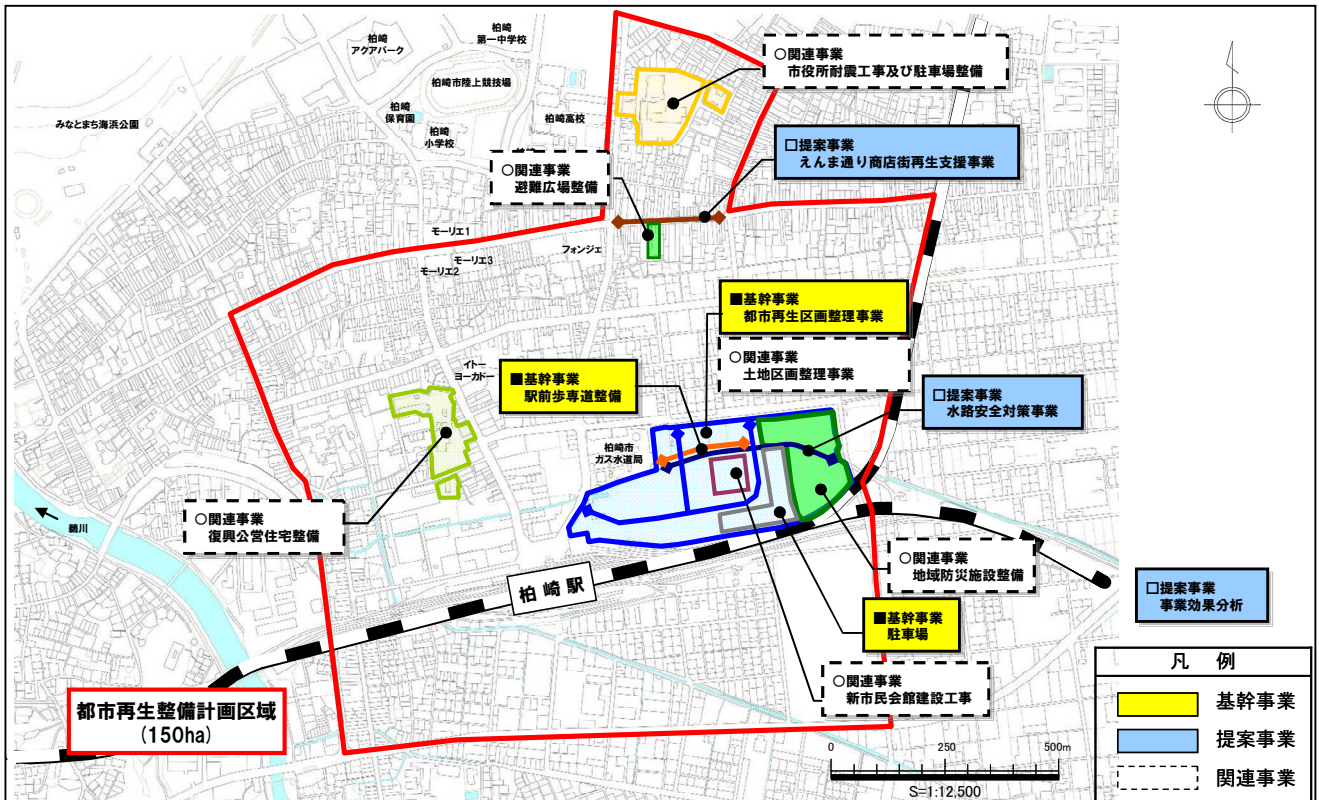 柏崎
アクアパーク
柏崎
第一中学校
柏崎市陸上競技場
みなとまち海浜公園
柏崎
保育園
柏崎
小学校
柏崎高校
○関連事業
市役所耐震工事及び駐車場整備
□提案事業
えんま通り商店街再生支援事業
○関連事業
避難広場整備
モーリエ1
モーリエ3
モーリエ2
フォンジェ
■基幹事業
都市再生区画整理事業
○関連事業
土地区画整理事業
イトー
ヨーカドー
■基幹事業
駅前歩専道整備
□提案事業
水路安全対策事業
柏崎市
ガス水道局
○関連事業
復興公営住宅整備
鵜川
○関連事業
地域防災施設整備
柏崎駅
□提案事業
事業効果分析
■基幹事業
駐車場
○関連事業
新市民会館建設工事
都市再生整備計画区域
(150ha)
0 250 500m
S=1:12,500
凡 例
基幹事業
提案事業
関連事業